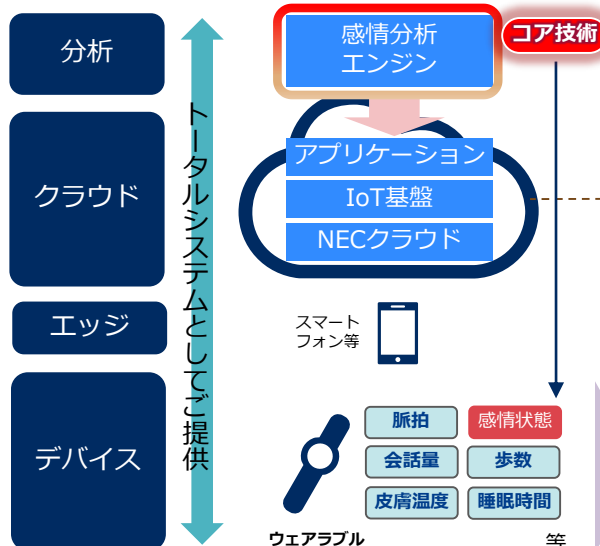 分析
感情分析
エンジン
コア技術
トータルシステムとしてご提供
クラウド
アプリケーション
IoT基盤
NECクラウド
エッジ
スマート
フォン等
デバイス
脈拍
感情状態
会話量
歩数
皮膚温度
睡眠時間
ウェアラブル
等